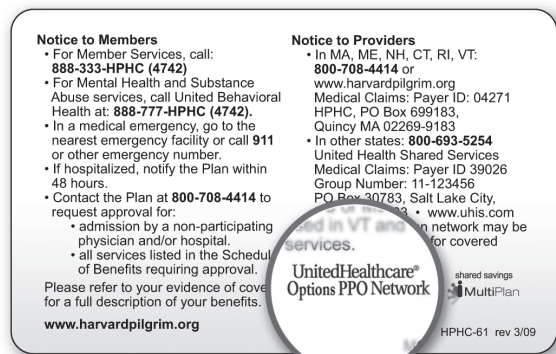 Notice to Members
• For Member Services, call:
888-333-HPHC (4742)
• For Mental Health and Substance
Abuse services, call United Behavioral
Health at: 888-777-HPHC (4742).
• In a medical emergency, go to the
nearest emergency facility or call 911
or other emergency number.
• If hospitalized, notify the Plan within
48 hours.
• Contact the Plan at 800-708-4414 to
request approval for:
• admission by a non-participating
physician and/or hospital.
• all services listed in the Schedul
of Benefits requiring approval.
Please refer to your evidence of cove
for a full description of your benefits.
www.harvardpilgrim.org
Notice to Providers
• In MA, ME, NH, CT, RI, VT:
800-708-4414 or
www.harvardpilgrim.org
Medical Claims: Payer ID: 04271
HPHC, PO Box 699183,
Quincy MA 02269-9183
• In other states: 800-693-5254
United Health Shared Services
Medical Claims: Payer ID 39026
Group Number: 11-123456
PO Box 30783, Salt Lake City,
3 • www.uhis.com
sed in VT and n network may be
services. for covered
UnitedHealthcare®
Options PPO Network
shared savings
MultiPlan
HPHC-61 rev 3/09